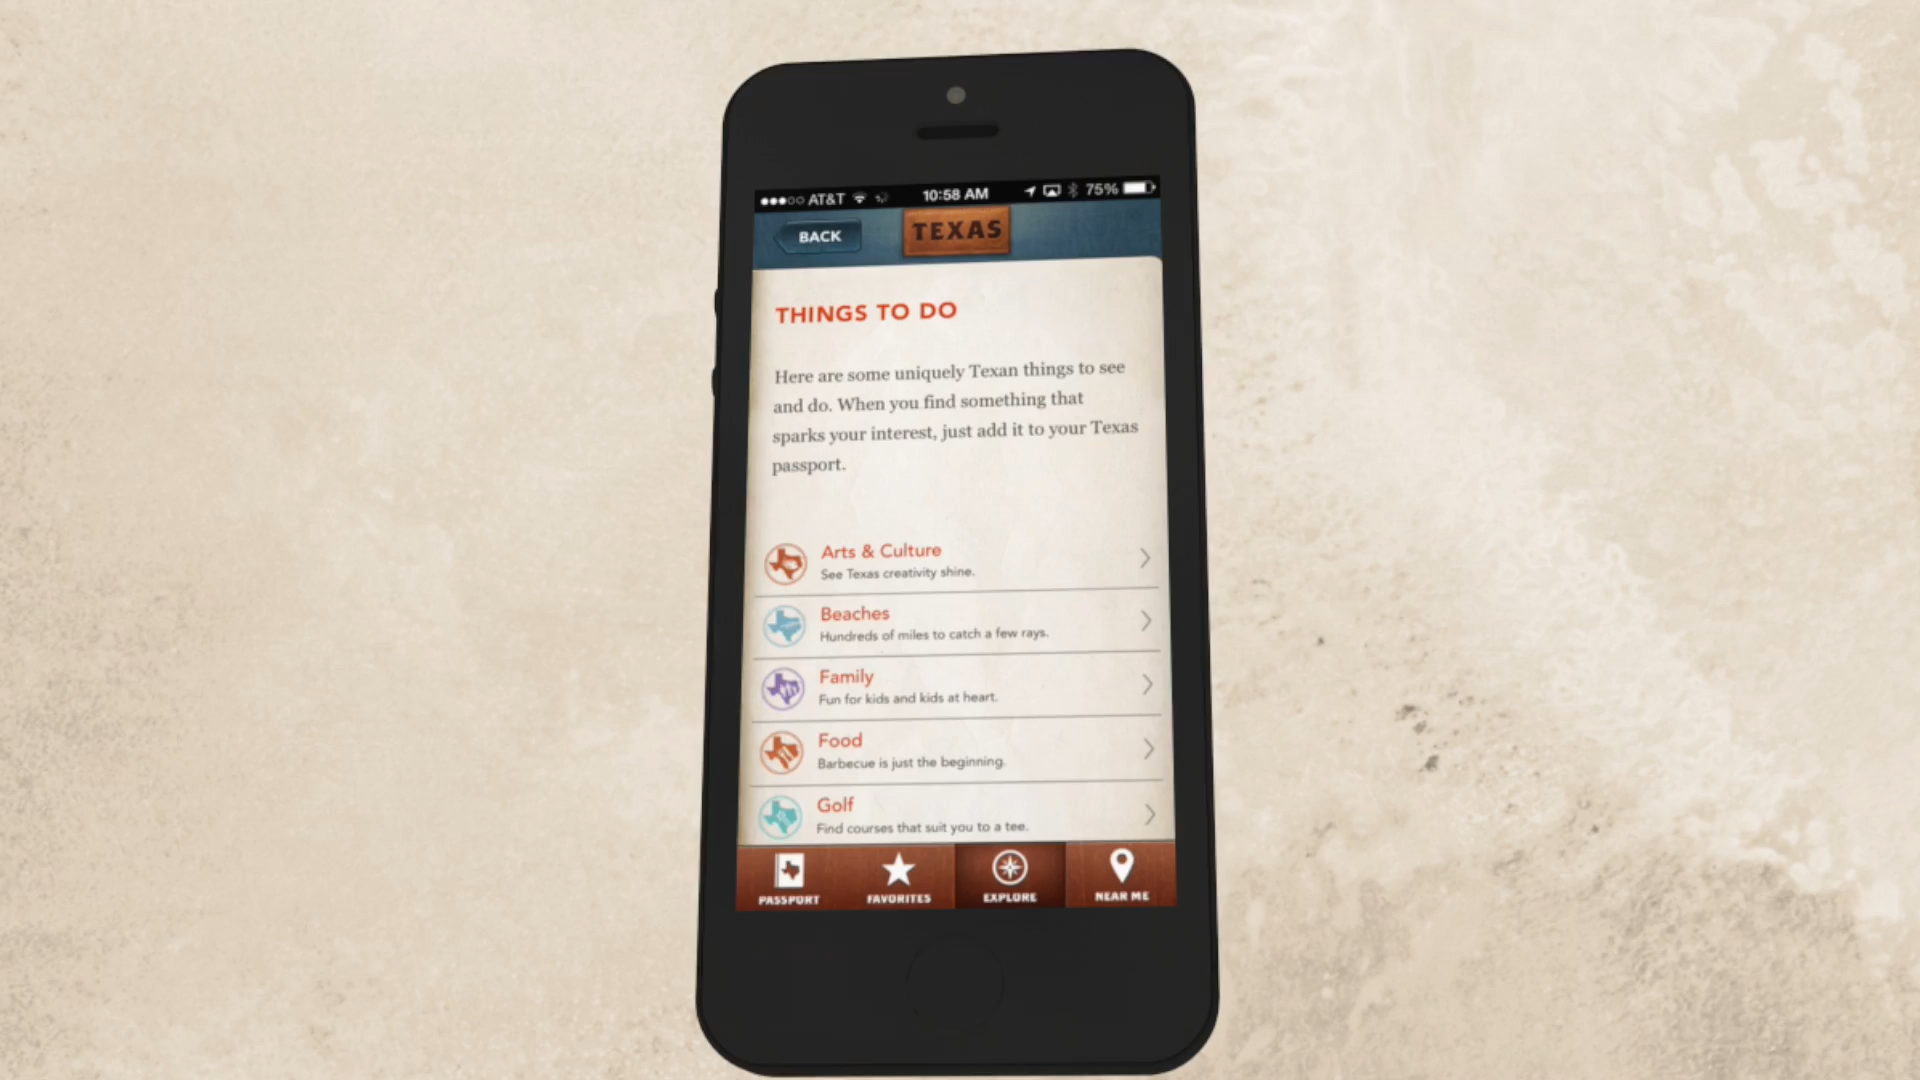 AT&T 10:58 AM 75%
BACK
TEXAS
THINGS TO DO
Here are some uniquely Texan things to see
and do. When you find something that
sparks your interest, just add it to your Texas
passport.
Arts & Culture
See Texas creativity shine.
Beaches
Hundreds of miles to catch a few rays.
Family
Fun for kids and kids at heart.
Food
Barbecue is just the beginning.
Golf
Find courses that suit you to a tee.
PASSPORT FAVORITES EXPLORE NEAR ME